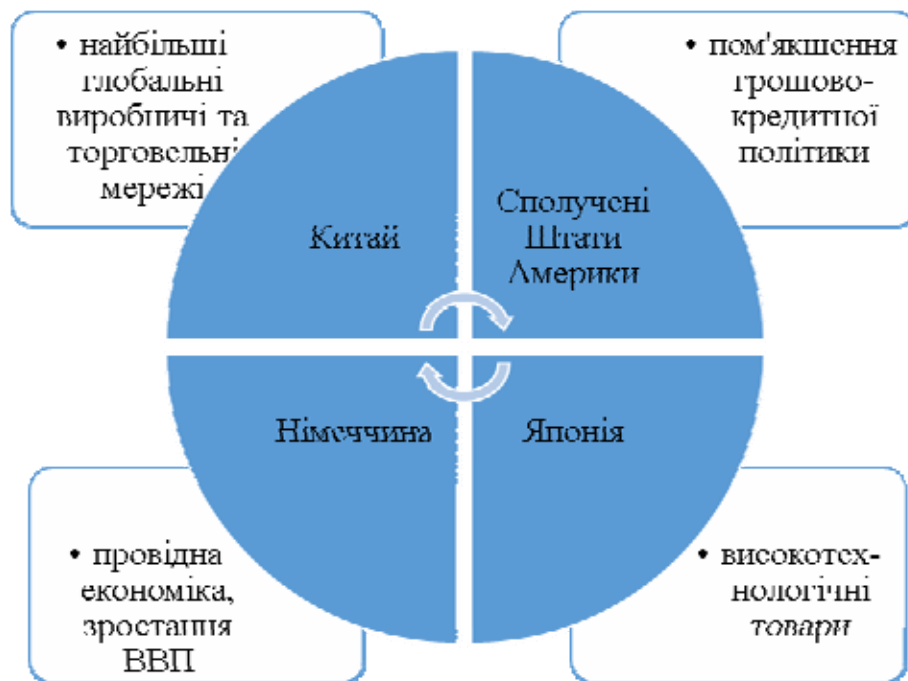 • найбільші
глобальні
виробничі та
торговельні
мережі
• пом'якшення
грошово-
кредитної
політики
Китай
Сполучені
Штати
Америки
Німеччина
Японія
• провідна
економіка,
зростання
ВВП
• високотех-
нологічні
товари